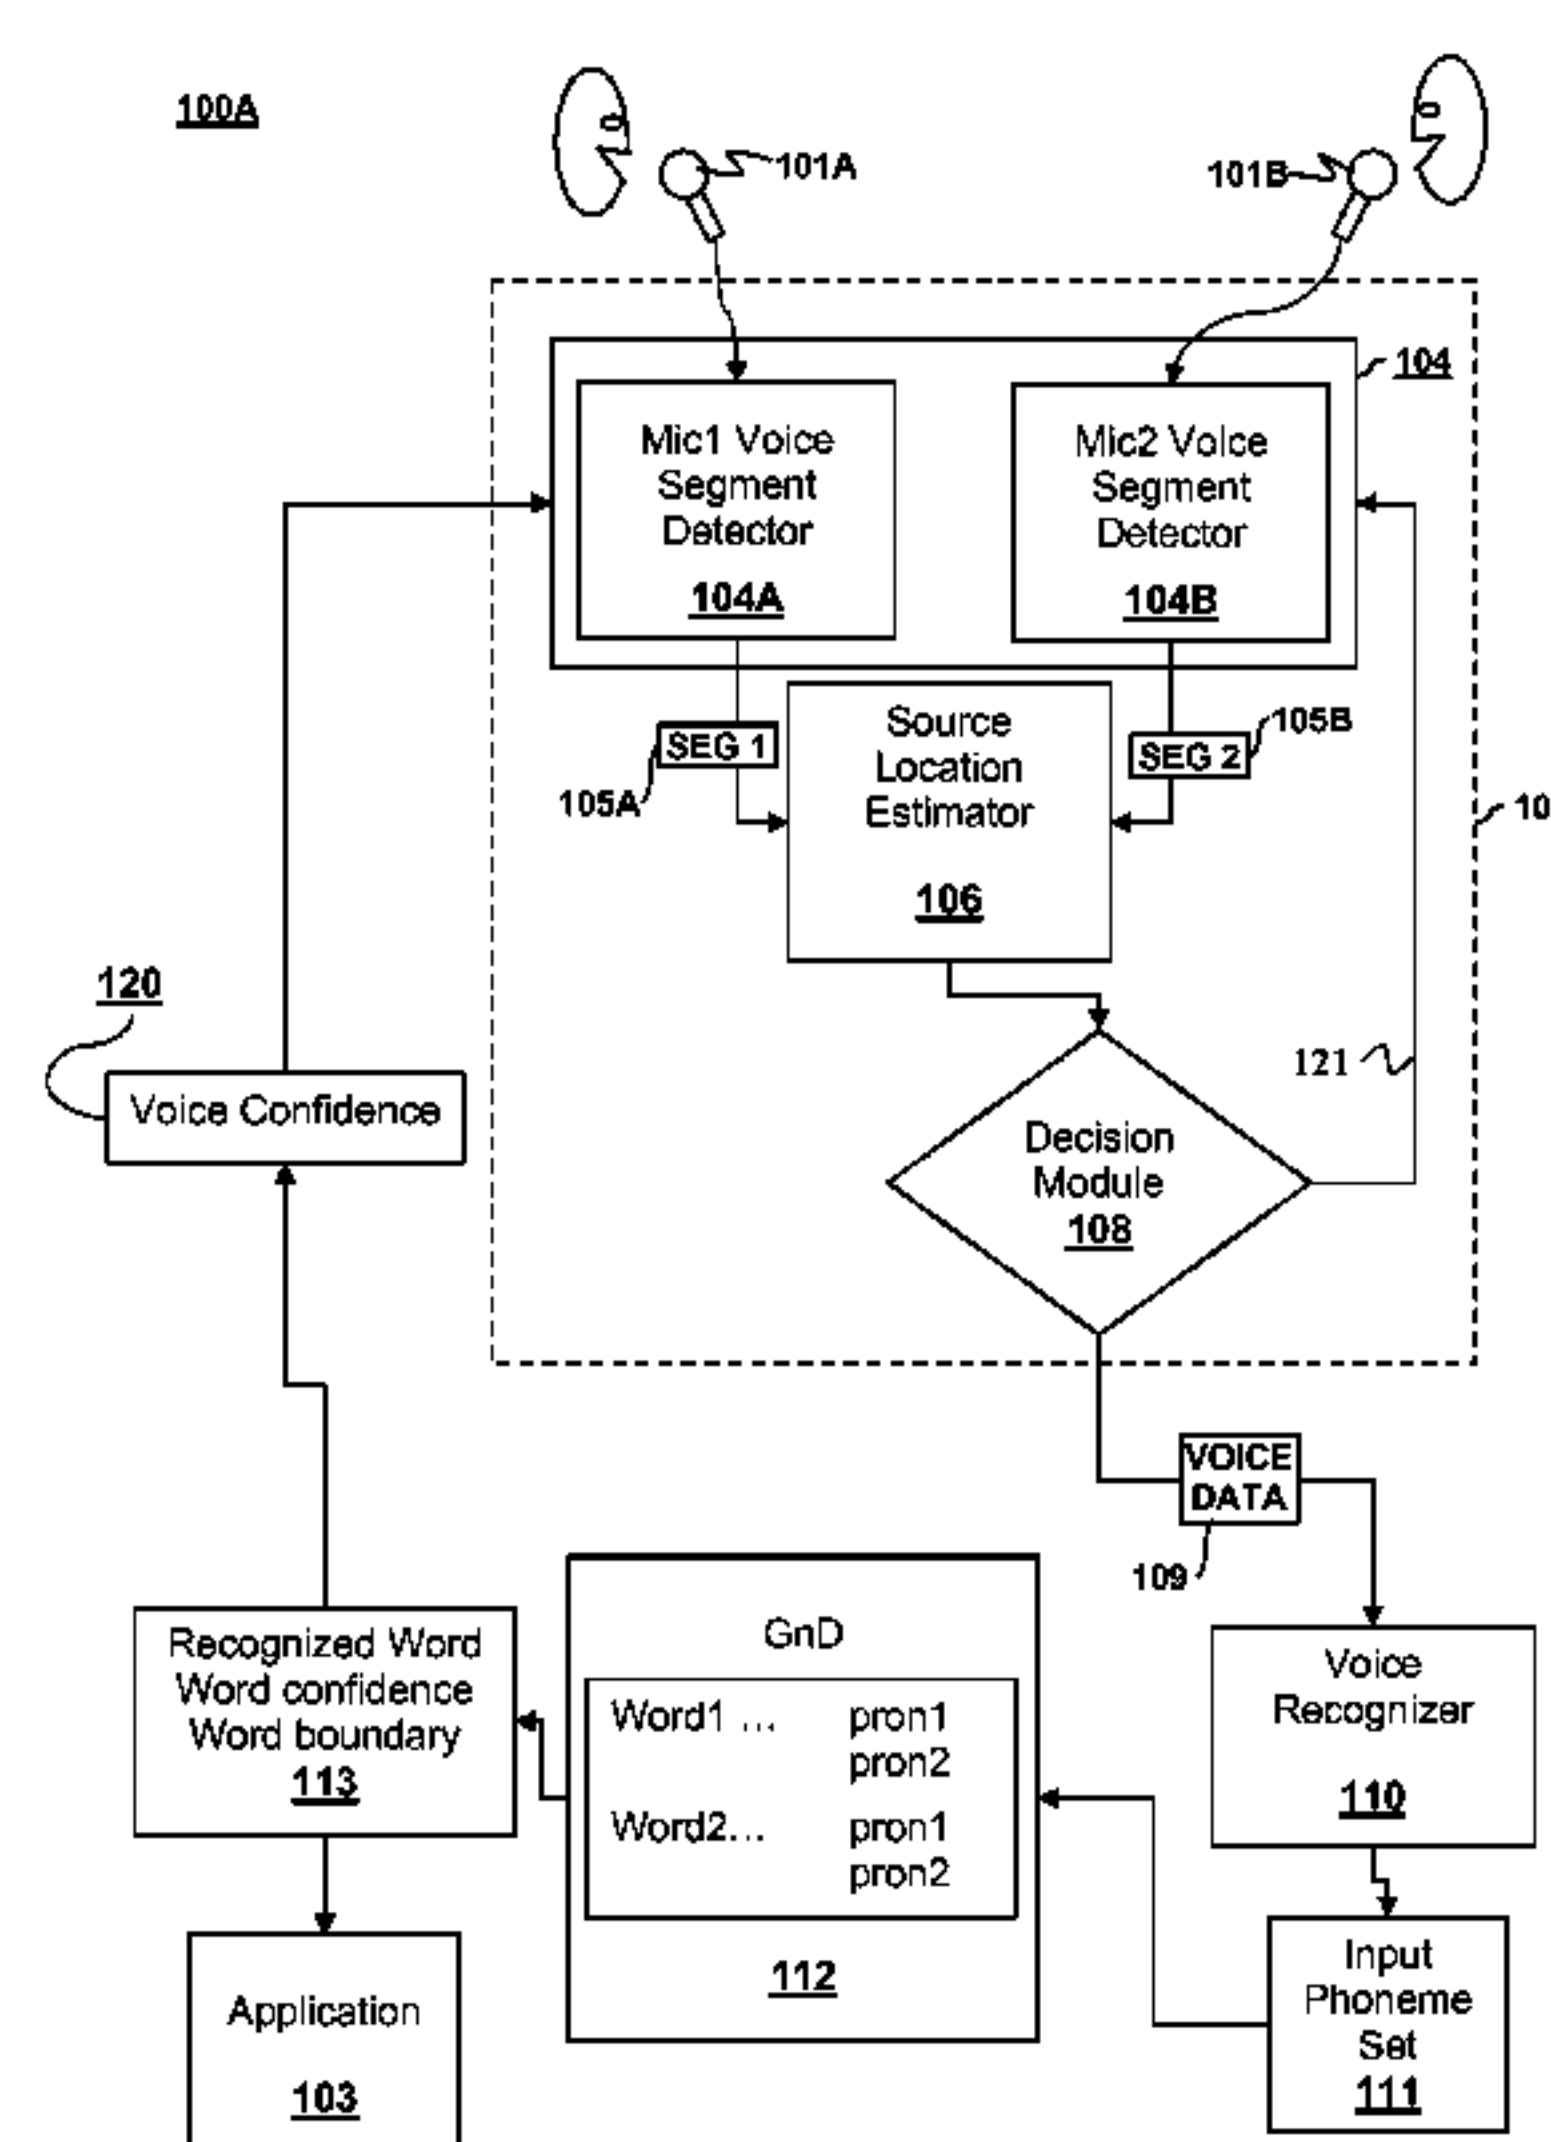 100A
101A
101B
104
Mic1 Voice
Segment
Detector
104A
Mic2 Voice
Segment
Detector
104B
SEG 1
105A
Source
Location
Estimator
106
SEG 2
105B
10
120
Voice Confidence
121
Decision
Module
108
VOICE
DATA
109
Recognized Word
Word confidence
Word boundary
113
GnD
Word1 ... pron1
pron2
Word2... pron1
pron2
112
Voice
Recognizer
110
Application
103
Input
Phoneme
Set
111